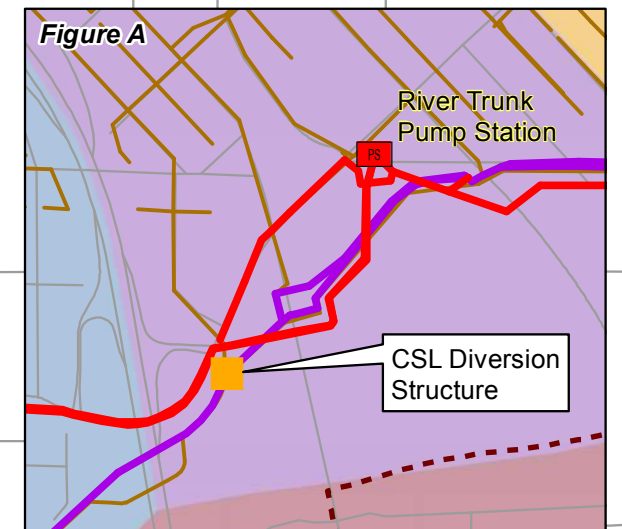 Figure A
River Trunk
Pump Station
PS
CSL Diversion
Structure